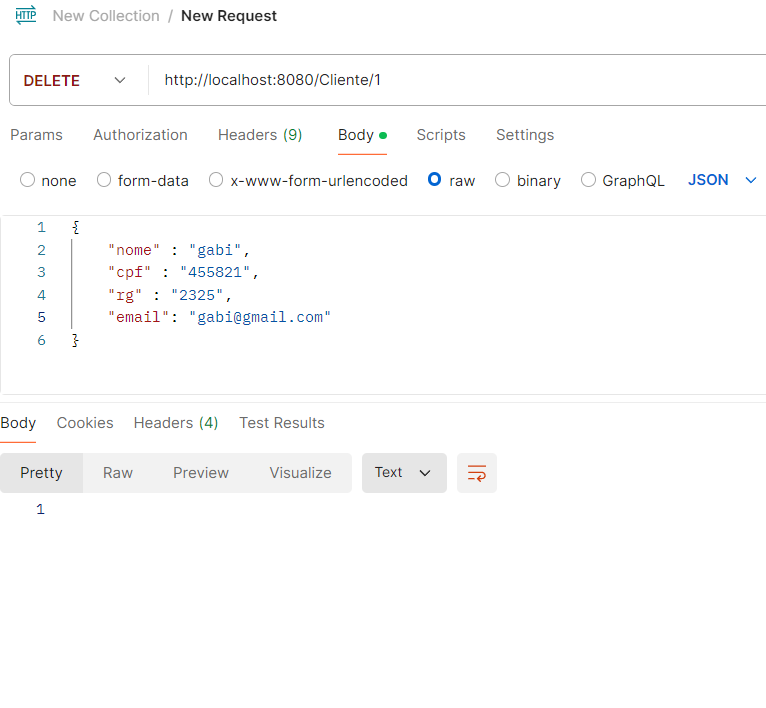 HTTP New Collection / New Request
DELETE http://localhost:8080/Cliente/1
Params Authorization Headers (9) Body Scripts Settings
none form-data x-www-form-urlencoded raw binary GraphQL JSON
1 {
2 "nome" : "gabi",
3 "cpf" : "455821",
4 "rg" : "2325",
5 "email": "gabi@gmail.com"
6 }
Body Cookies Headers (4) Test Results
Pretty Raw Preview Visualize Text
1